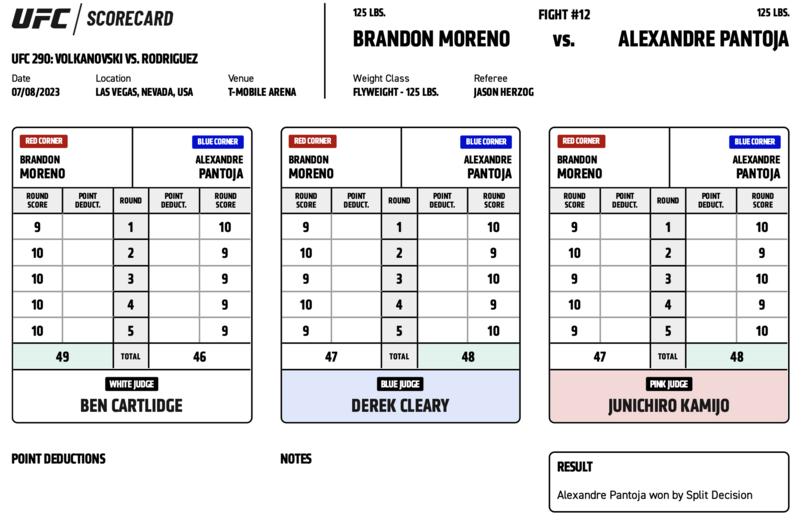 UFC / SCORECARD
UFC 290: VOLKANOVSKI VS. RODRIGUEZ
Date Location Venue
07/08/2023 LAS VEGAS, NEVADA, USA T-MOBILE ARENA
125 LBS. FIGHT #12 125 LBS.
BRANDON MORENO VS. ALEXANDRE PANTOJA
Weight Class Referee
FLYWEIGHT - 125 LBS. JASON HERZOG
RED CORNER BLUE CORNER
BRANDON ALEXANDRE
MORENO PANTOJA
ROUND SCORE POINT DEDUCT. ROUND POINT DEDUCT. ROUND SCORE
9 1 10
10 2 9
10 3 9
10 4 9
10 5 9
49 TOTAL 46
WHITE JUDGE
BEN CARTLIDGE
RED CORNER BLUE CORNER
BRANDON ALEXANDRE
MORENO PANTOJA
ROUND SCORE POINT DEDUCT. ROUND POINT DEDUCT. ROUND SCORE
9 1 10
10 2 9
9 3 10
10 4 9
9 5 10
47 TOTAL 48
BLUE JUDGE
DEREK CLEARY
RED CORNER BLUE CORNER
BRANDON ALEXANDRE
MORENO PANTOJA
ROUND SCORE POINT DEDUCT. ROUND POINT DEDUCT. ROUND SCORE
9 1 10
10 2 9
9 3 10
10 4 9
9 5 10
47 TOTAL 48
PINK JUDGE
JUNICHIRO KAMIJO
POINT DEDUCTIONS
NOTES
RESULT
Alexandre Pantoja won by Split Decision